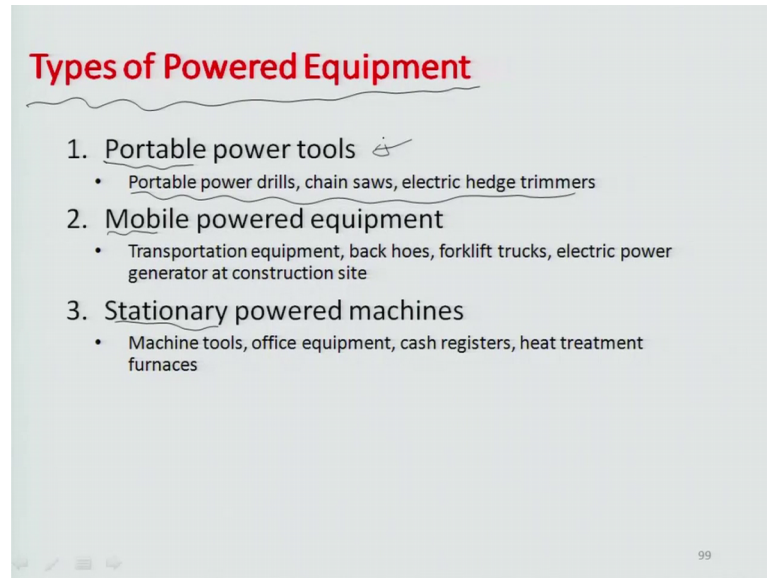 Types of Powered Equipment
1. Portable power tools
• Portable power drills, chain saws, electric hedge trimmers
2. Mobile powered equipment
• Transportation equipment, back hoes, forklift trucks, electric power
generator at construction site
3. Stationary powered machines
• Machine tools, office equipment, cash registers, heat treatment
furnaces
99